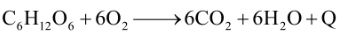 C₆H₁₂O₆ + 6O₂ ⟶ 6CO₂ + 6H₂O + Q